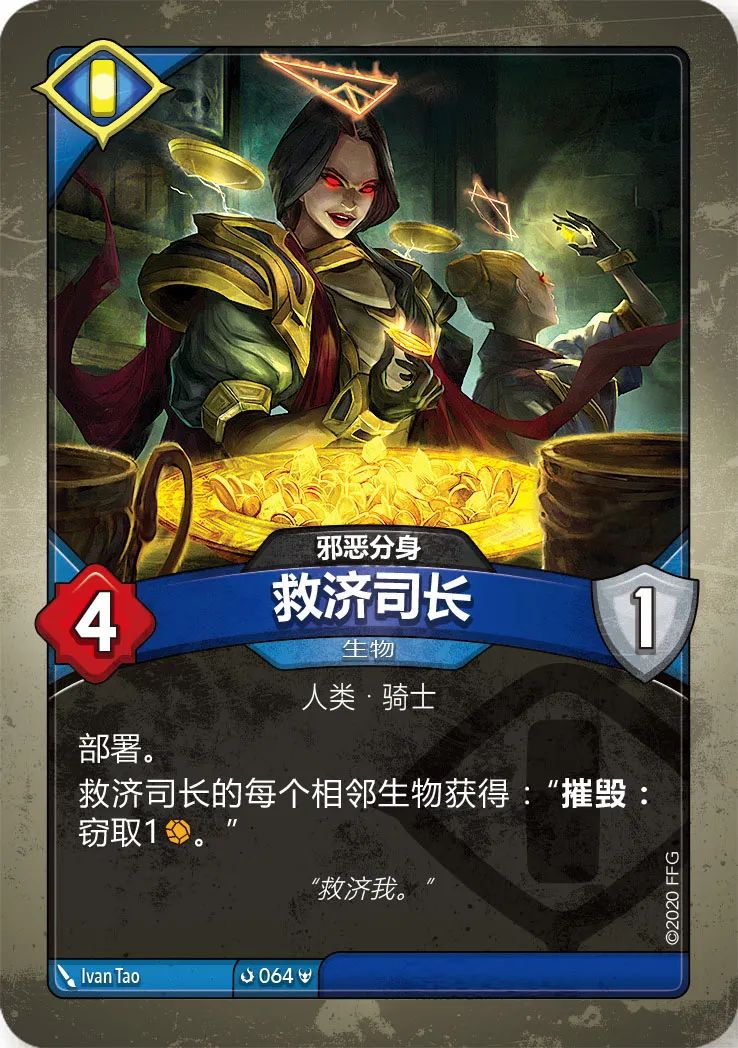 邪恶分身
救济司长
4
1
生物
人类 · 骑士
部署。
救济司长的每个相邻生物获得：“摧毁：
窃取1。”
“救济我。”
©2020 FFG
Ivan Tao
064